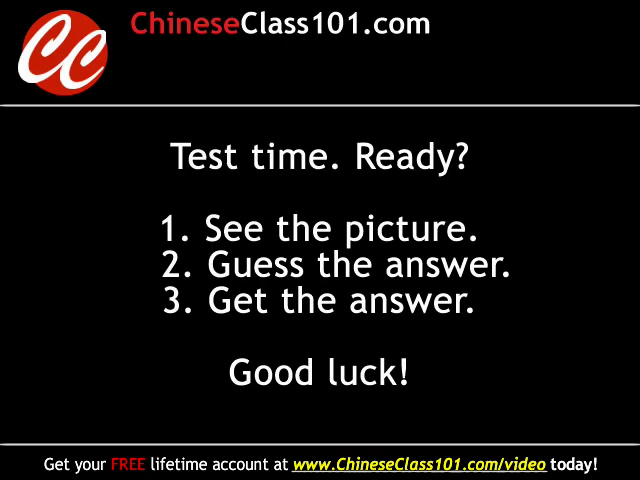 CC
ChineseClass101.com
Test time. Ready?
1. See the picture.
2. Guess the answer.
3. Get the answer.
Good luck!
Get your FREE lifetime account at www.ChineseClass101.com/video today!